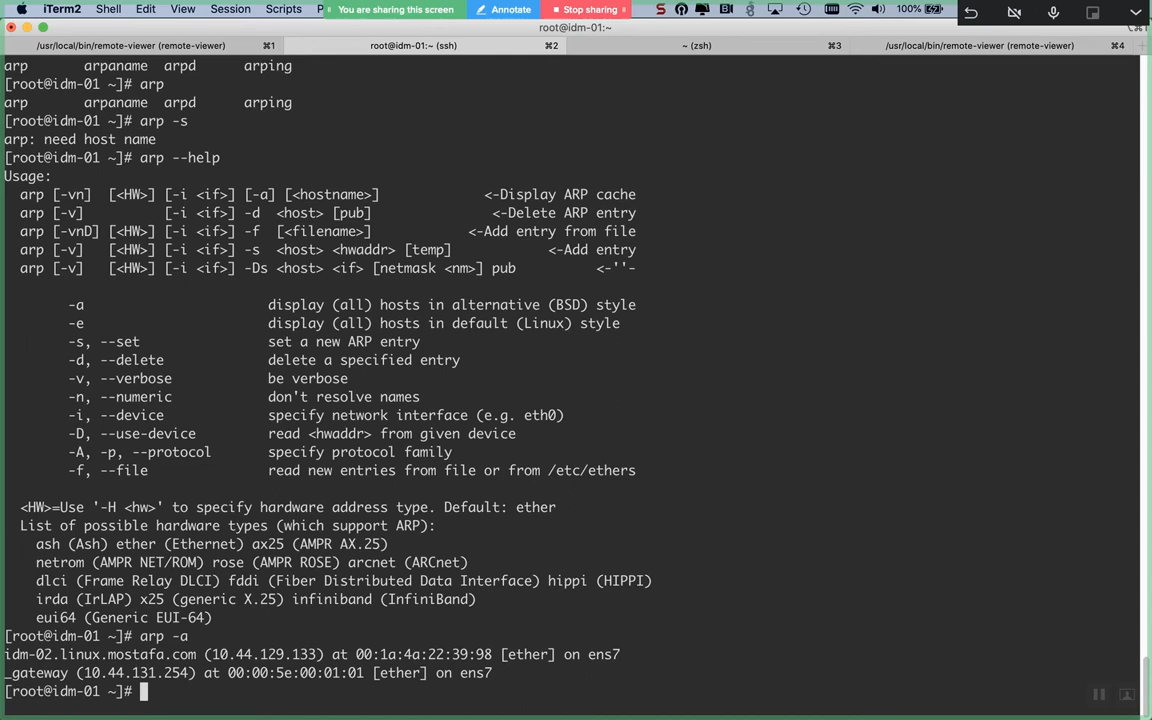 iTerm2 Shell Edit View Session Scripts P You are sharing this screen Annotate Stop sharing 100%
root@idm-01:~
/usr/local/bin/remote-viewer (remote-viewer) ⌘1 root@idm-01:~ (ssh) ⌘2 ~ (zsh) ⌘3 /usr/local/bin/remote-viewer (remote-viewer) ⌘4
arp       arpaname  arpd      arping
[root@idm-01 ~]# arp
arp       arpaname  arpd      arping
[root@idm-01 ~]# arp -s
arp: need host name
[root@idm-01 ~]# arp --help
Usage:
  arp [-vn]  [<HW>] [-i <if>] [-a] [<hostname>]             <-Display ARP cache
  arp [-v]          [-i <if>] -d  <host> [pub]               <-Delete ARP entry
  arp [-vnD] [<HW>] [-i <if>] -f  [<filename>]            <-Add entry from file
  arp [-v]   [<HW>] [-i <if>] -s  <host> <hwaddr> [temp]            <-Add entry
  arp [-v]   [<HW>] [-i <if>] -Ds <host> <if> [netmask <nm>] pub          <-''-
        -a                       display (all) hosts in alternative (BSD) style
        -e                       display (all) hosts in default (Linux) style
        -s, --set                set a new ARP entry
        -d, --delete             delete a specified entry
        -v, --verbose            be verbose
        -n, --numeric            don't resolve names
        -i, --device             specify network interface (e.g. eth0)
        -D, --use-device         read <hwaddr> from given device
        -A, -p, --protocol       specify protocol family
        -f, --file               read new entries from file or from /etc/ethers
  <HW>=Use '-H <hw>' to specify hardware address type. Default: ether
  List of possible hardware types (which support ARP):
    ash (Ash) ether (Ethernet) ax25 (AMPR AX.25)
    netrom (AMPR NET/ROM) rose (AMPR ROSE) arcnet (ARCnet)
    dlci (Frame Relay DLCI) fddi (Fiber Distributed Data Interface) hippi (HIPPI)
    irda (IrLAP) x25 (generic X.25) infiniband (InfiniBand)
    eui64 (Generic EUI-64)
[root@idm-01 ~]# arp -a
idm-02.linux.mostafa.com (10.44.129.133) at 00:1a:4a:22:39:98 [ether] on ens7
_gateway (10.44.131.254) at 00:00:5e:00:01:01 [ether] on ens7
[root@idm-01 ~]#